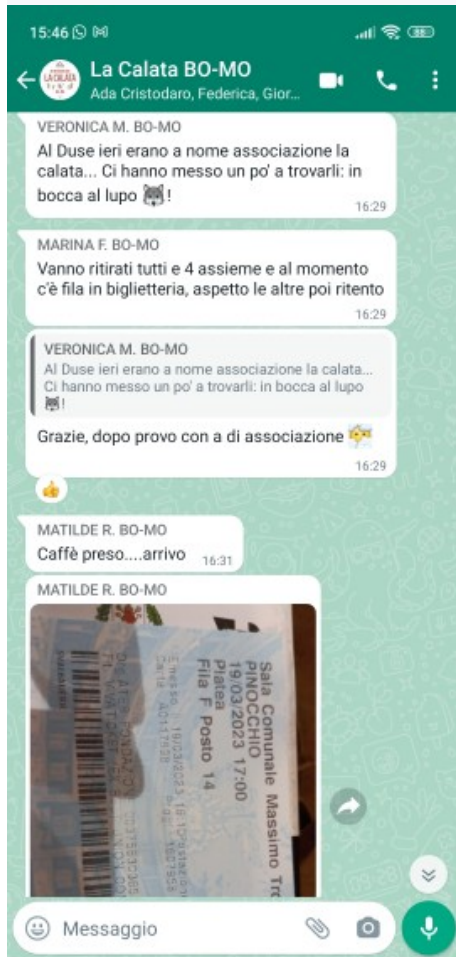 15:46
La Calata BO-MO
Ada Cristodaro, Federica, Gior...
VERONICA M. BO-MO
Al Duse ieri erano a nome associazione la
calata... Ci hanno messo un po' a trovarli: in
bocca al lupo 🐺!
16:29
MARINA F. BO-MO
Vanno ritirati tutti e 4 assieme e al momento
c'è fila in biglietteria, aspetto le altre poi ritento
16:29
VERONICA M. BO-MO
Al Duse ieri erano a nome associazione la calata...
Ci hanno messo un po' a trovarli: in bocca al lupo
🐺!
Grazie, dopo provo con a di associazione
16:29
👍
MATILDE R. BO-MO
Caffè preso....arrivo
16:31
MATILDE R. BO-MO
Sala Comunale Massimo Tro
PINOCCHIO
19/03/2023 17:00
Platea
Fila F Posto 14
Messaggio